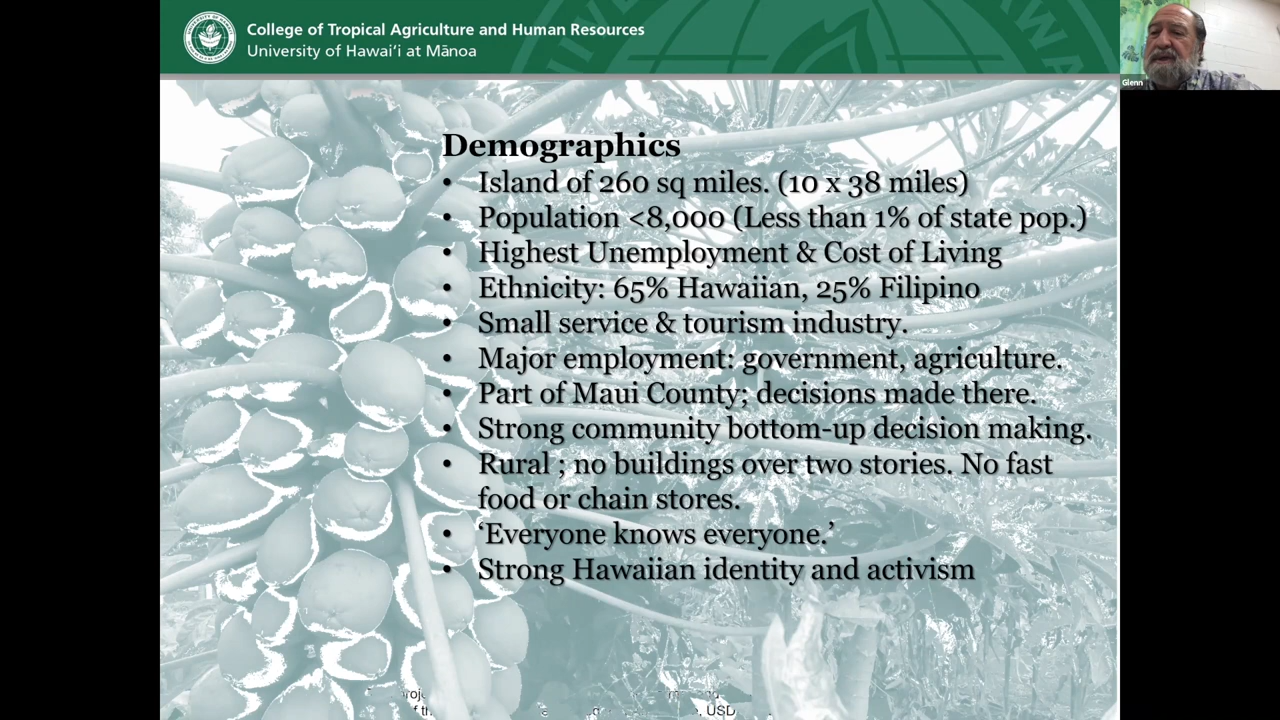 College of Tropical Agriculture and Human Resources
University of Hawaiʻi at Mānoa
Glenn
Demographics
• Island of 260 sq miles. (10 x 38 miles)
• Population <8,000 (Less than 1% of state pop.)
• Highest Unemployment & Cost of Living
• Ethnicity: 65% Hawaiian, 25% Filipino
• Small service & tourism industry.
• Major employment: government, agriculture.
• Part of Maui County; decisions made there.
• Strong community bottom-up decision making.
• Rural ; no buildings over two stories. No fast
food or chain stores.
• ‘Everyone knows everyone.’
• Strong Hawaiian identity and activism
USD